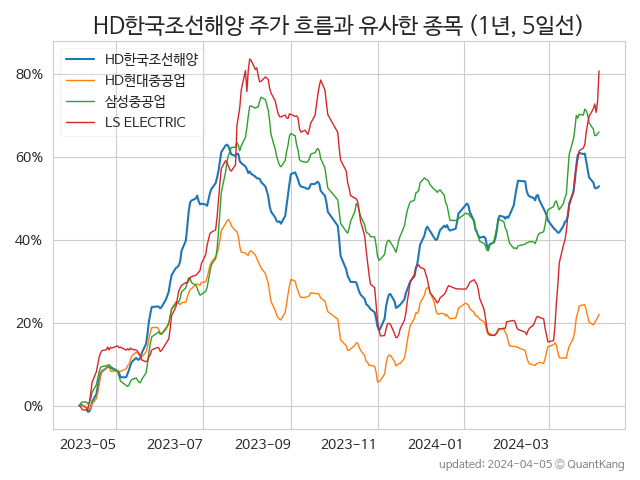 HD한국조선해양 주가 흐름과 유사한 종목 (1년, 5일선)
HD한국조선해양
HD현대중공업
삼성중공업
LS ELECTRIC
80%
60%
40%
20%
0%
2023-05 2023-07 2023-09 2023-11 2024-01 2024-03
updated: 2024-04-05 © QuantKang